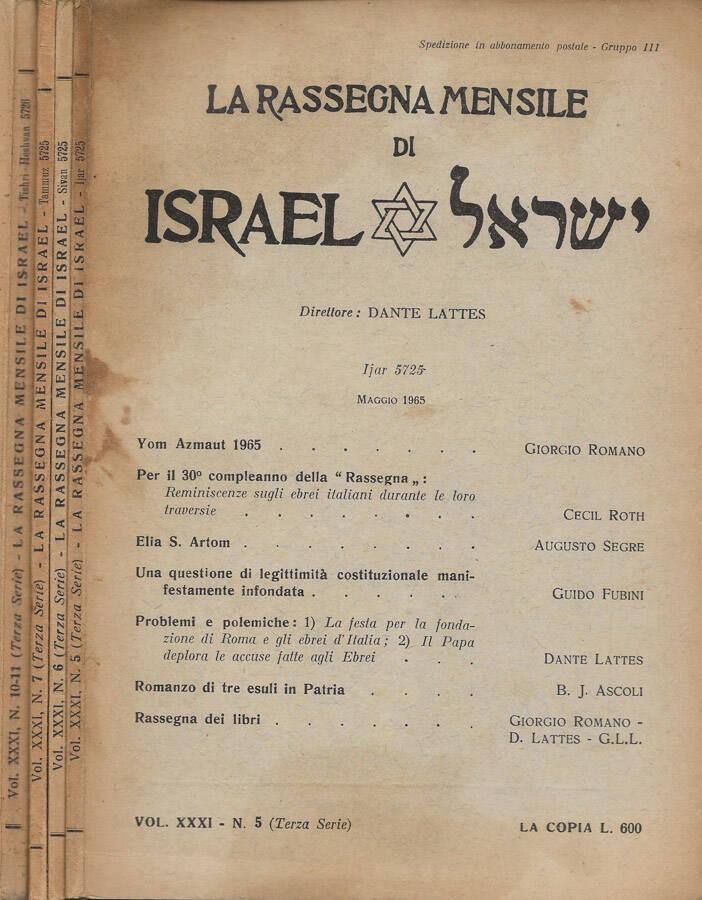 Vol. XXXI, N. 10-11 (Terza Serie) - LA RASSEGNA MENSILE DI ISRAEL - Tishri - Heshvan 5726
Vol. XXXI, N. 7 (Terza Serie) - LA RASSEGNA MENSILE DI ISRAEL - Tammuz 5725
Vol. XXXI, N. 6 (Terza Serie) - LA RASSEGNA MENSILE DI ISRAEL - Sivan 5725
Vol. XXXI, N. 5 (Terza Serie) - LA RASSEGNA MENSILE DI ISRAEL - Ijar 5725
Spedizione in abbonamento postale - Gruppo III
LA RASSEGNA MENSILE
DI
ISRAEL ישראל
Direttore: DANTE LATTES
Ijar 5725
MAGGIO 1965
Yom Azmaut 1965 . . . . . . . GIORGIO ROMANO
Per il 30° compleanno della "Rassegna„:
Reminiscenze sugli ebrei italiani durante le loro
traversie . . . . . . . . CECIL ROTH
Elia S. Artom . . . . . . . . AUGUSTO SEGRE
Una questione di legittimità costituzionale mani-
festamente infondata . . . . . . GUIDO FUBINI
Problemi e polemiche: 1) La festa per la fonda-
zione di Roma e gli ebrei d'Italia; 2) Il Papa
deplora le accuse fatte agli Ebrei . . . DANTE LATTES
Romanzo di tre esuli in Patria . . . . B. J. ASCOLI
Rassegna dei libri . . . . . . . GIORGIO ROMANO -
D. LATTES - G.L.L.
VOL. XXXI - N. 5 (Terza Serie) LA COPIA L. 600